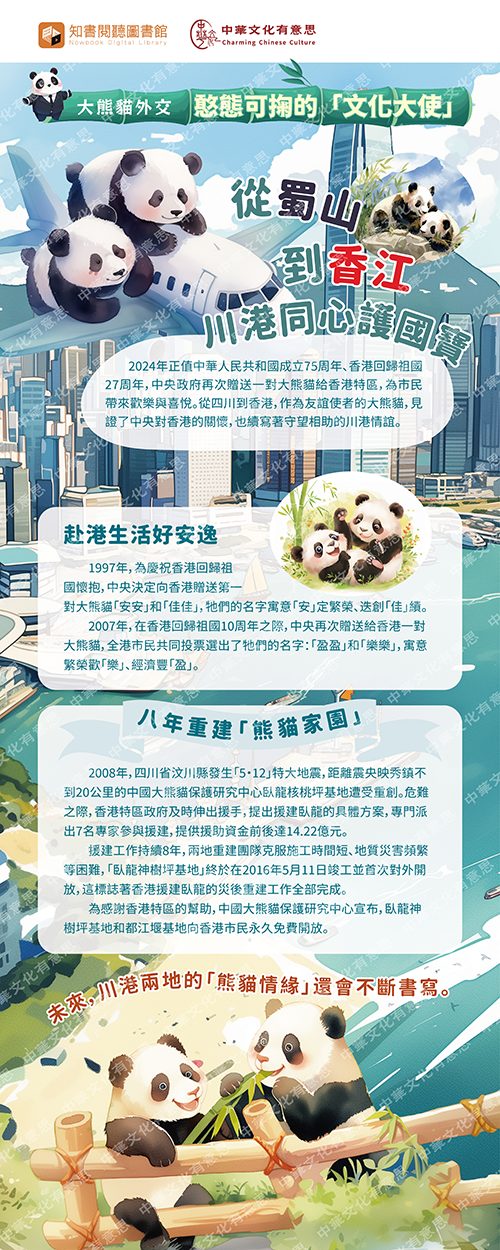 知書閱聽圖書館
Nowbook Digital Library
中華文化有意思
Charming Chinese Culture
大熊貓外交 憨態可掬的「文化大使」
從蜀山
到香江
川港同心護國寶
2024年正值中華人民共和國成立75周年、香港回歸祖國
27周年,中央政府再次贈送一對大熊貓給香港特區,為市民
帶來歡樂與喜悅。從四川到香港,作為友誼使者的大熊貓,見
證了中央對香港的關懷,也續寫著守望相助的川港情誼。
赴港生活好安逸
1997年,為慶祝香港回歸祖
國懷抱,中央決定向香港贈送第一
對大熊貓「安安」和「佳佳」,牠們的名字寓意「安」定繁榮、迭創「佳」績。
2007年,在香港回歸祖國10周年之際,中央再次贈送給香港一對
大熊貓,全港市民共同投票選出了牠們的名字:「盈盈」和「樂樂」,寓意
繁榮歡「樂」、經濟豐「盈」。
八年重建「熊貓家園」
2008年,四川省汶川縣發生「5·12」特大地震,距離震央映秀鎮不
到20公里的中國大熊貓保護研究中心臥龍核桃坪基地遭受重創。危難
之際,香港特區政府及時伸出援手,提出援建臥龍的具體方案,專門派
出7名專家參與援建,提供援助資金前後達14.22億元。
援建工作持續8年,兩地重建團隊克服施工時間短、地質災害頻繁
等困難,「臥龍神樹坪基地」終於在2016年5月11日竣工並首次對外開
放,這標誌著香港援建臥龍的災後重建工作全部完成。
為感謝香港特區的幫助,中國大熊貓保護研究中心宣布,臥龍神
樹坪基地和都江堰基地向香港市民永久免費開放。
未來,川港兩地的「熊貓情緣」還會不斷書寫。